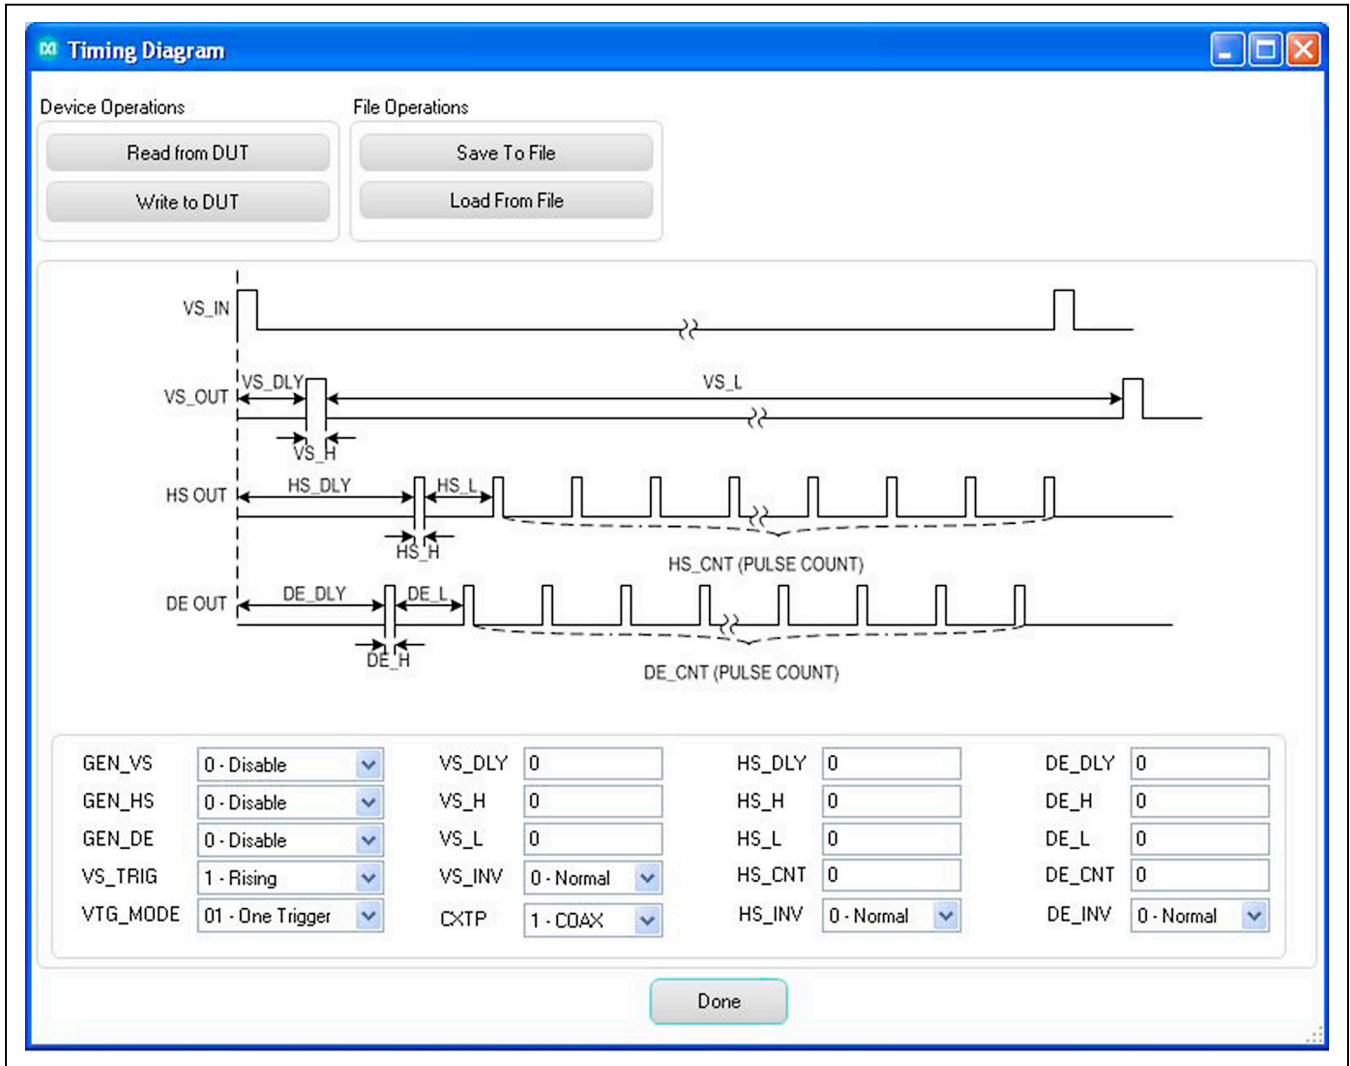 Timing Diagram
Device Operations
File Operations
Read from DUT
Save To File
Write to DUT
Load From File
VS_IN
VS_OUT
VS_DLY
VS_L
VS_H
HS OUT
HS_DLY
HS_L
HS_H
HS_CNT (PULSE COUNT)
DE OUT
DE_DLY
DE_L
DE_H
DE_CNT (PULSE COUNT)
GEN_VS 0 - Disable VS_DLY 0 HS_DLY 0 DE_DLY 0
GEN_HS 0 - Disable VS_H 0 HS_H 0 DE_H 0
GEN_DE 0 - Disable VS_L 0 HS_L 0 DE_L 0
VS_TRIG 1 - Rising VS_INV 0 - Normal HS_CNT 0 DE_CNT 0
VTG_MODE 01 - One Trigger CXTP 1 - COAX HS_INV 0 - Normal DE_INV 0 - Normal
Done